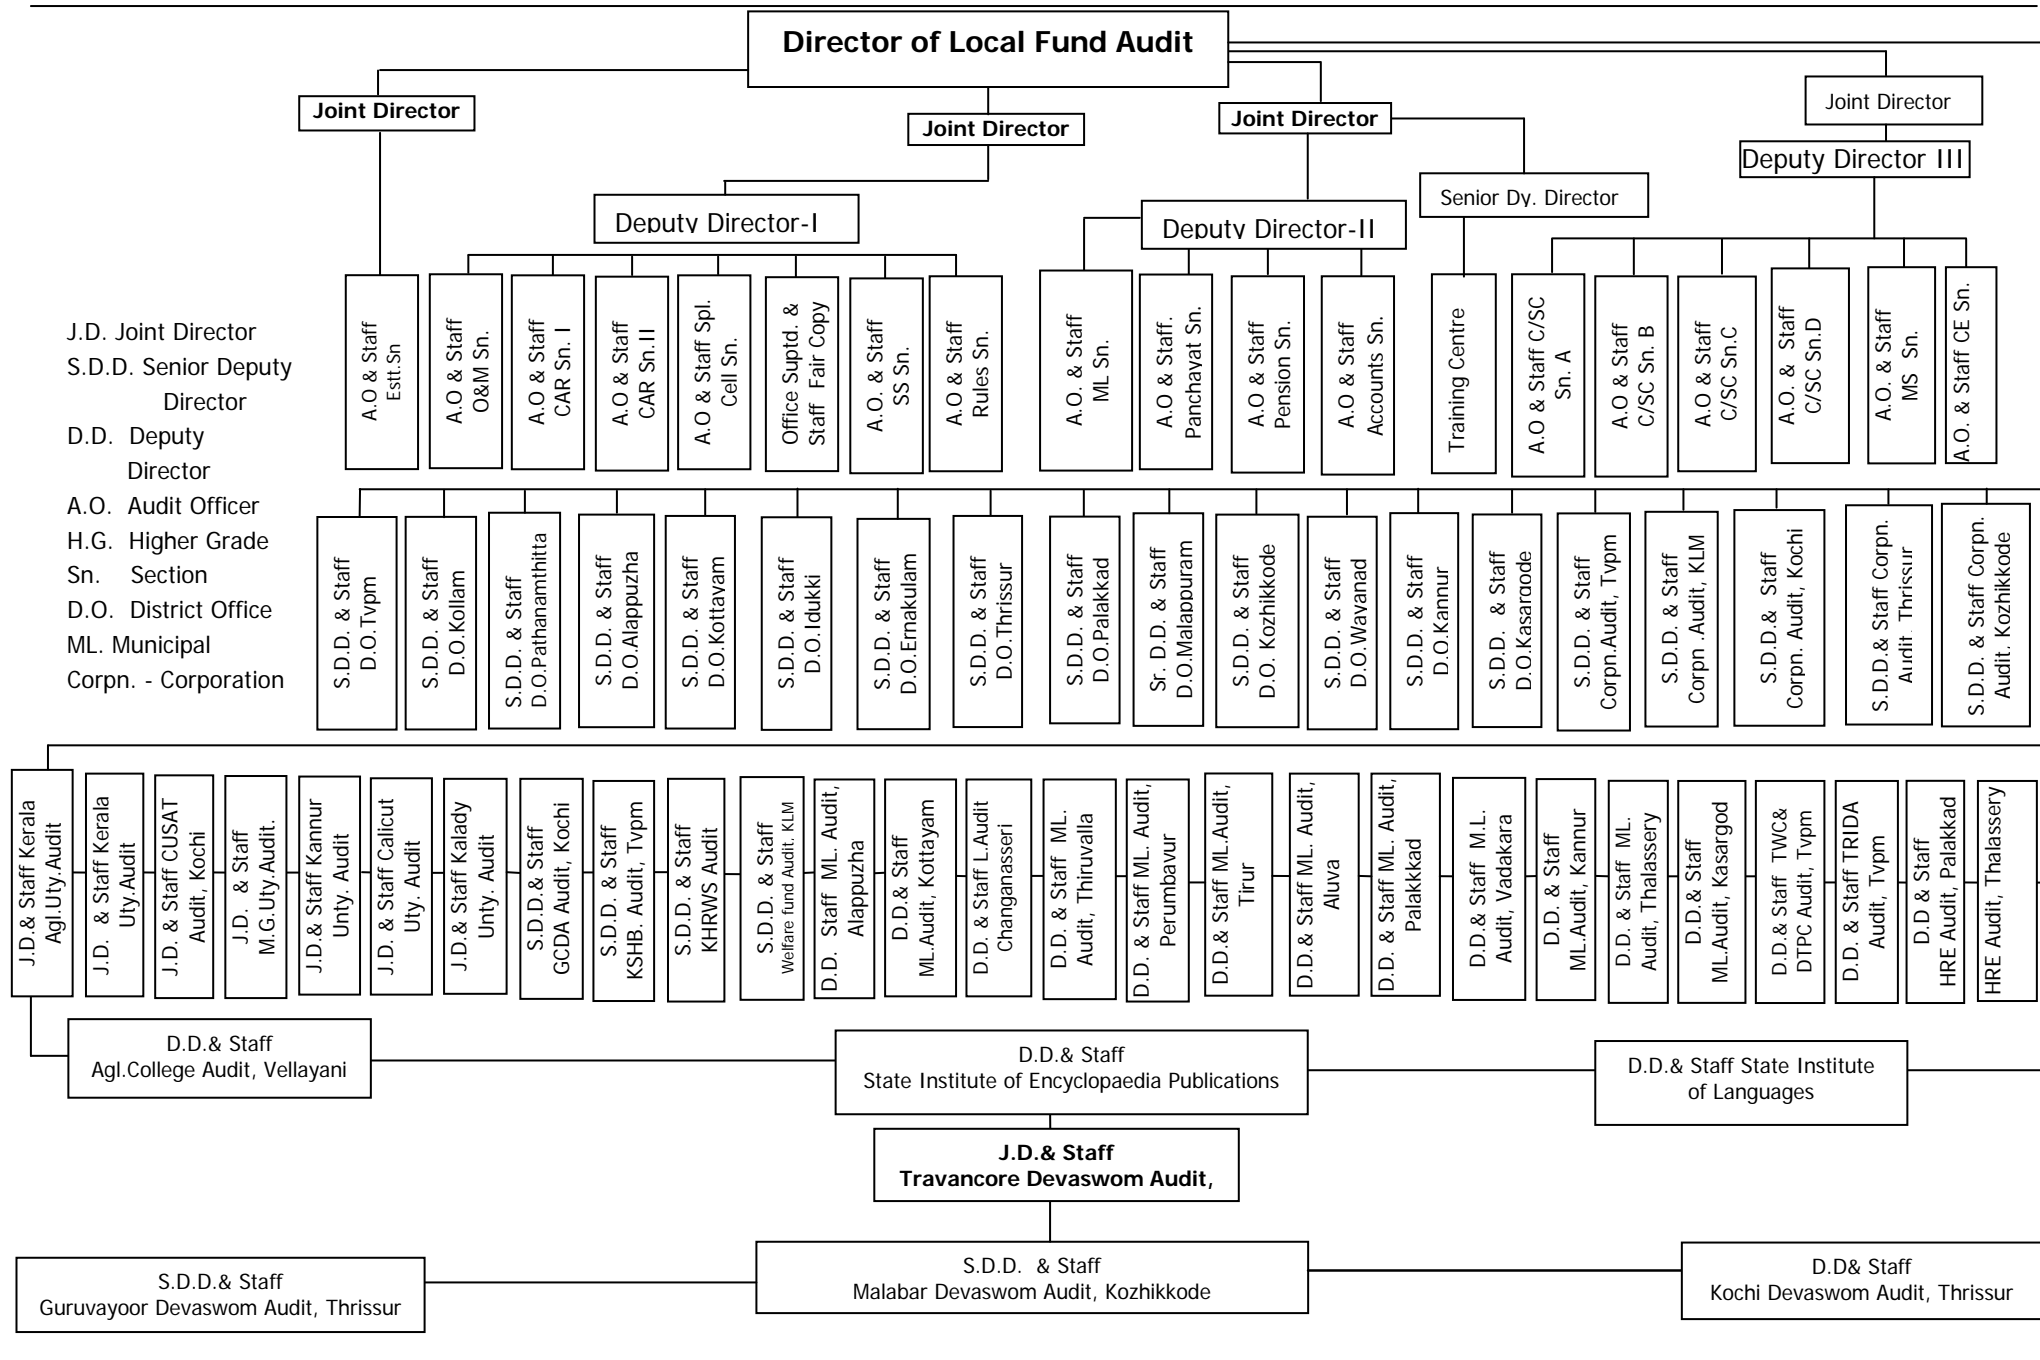 Director of Local Fund Audit
Joint Director
Joint Director
Joint Director
Joint Director
Deputy Director III
Senior Dy. Director
Deputy Director-I
Deputy Director-II
J.D. Joint Director
S.D.D. Senior Deputy
Director
D.D. Deputy
Director
A.O. Audit Officer
H.G. Higher Grade
Sn. Section
D.O. District Office
ML. Municipal
Corpn. - Corporation
A.O & Staff
Estt.Sn
A.O & Staff
O&M Sn.
A.O & Staff
CAR Sn. I
A.O & Staff
CAR Sn.II
A.O & Staff Spl.
Cell Sn.
Office Suptd. &
Staff Fair Copy
A.O. & Staff
SS Sn.
A.O & Staff
Rules Sn.
A.O. & Staff
ML Sn.
A.O & Staff.
Panchayat Sn.
A.O & Staff
Pension Sn.
A.O & Staff
Accounts Sn.
Training Centre
A.O & Staff C/SC
Sn. A
A.O & Staff
C/SC Sn. B
A.O & Staff
C/SC Sn.C
A.O. & Staff
C/SC Sn.D
A.O. & Staff
MS Sn.
A.O. & Staff CE Sn.
S.D.D. & Staff
D.O.Tvpm
S.D.D. & Staff
D.O.Kollam
S.D.D. & Staff
D.O.Pathanamthitta
S.D.D. & Staff
D.O.Alappuzha
S.D.D. & Staff
D.O.Kottayam
S.D.D. & Staff
D.O.Idukki
S.D.D. & Staff
D.O.Ernakulam
S.D.D. & Staff
D.O.Thrissur
S.D.D. & Staff
D.O.Palakkad
Sr. D.D. & Staff
D.O.Malappuram
S.D.D. & Staff
D.O. Kozhikkode
S.D.D. & Staff
D.O.Wayanad
S.D.D. & Staff
D.O.Kannur
S.D.D. & Staff
D.O.Kasargode
S.D.D. & Staff
Corpn.Audit, Tvpm
S.D.D. & Staff
Corpn .Audit, KLM
S.D.D.& Staff
Corpn. Audit, Kochi
S.D.D.& Staff Corpn.
Audit. Thrissur
S.D.D. & Staff Corpn.
Audit. Kozhikkode
J.D.& Staff Kerala
Agl.Uty.Audit
J.D. & Staff Kerala
Uty.Audit
J.D. & Staff CUSAT
Audit, Kochi
J.D. & Staff
M.G.Uty.Audit.
J.D.& Staff Kannur
Unty. Audit
J.D. & Staff Calicut
Uty. Audit
J.D.& Staff Kalady
Unty. Audit
S.D.D.& Staff
GCDA Audit, Kochi
S.D.D. & Staff
KSHB. Audit, Tvpm
S.D.D. & Staff
KHRWS Audit
S.D.D. & Staff
Welfare fund Audit. KLM
D.D. Staff ML. Audit,
Alappuzha
D.D.& Staff
ML.Audit, Kottayam
D.D. & Staff L.Audit
Changanasseri
D.D. & Staff ML.
Audit, Thiruvalla
D.D. & Staff ML. Audit,
Perumbavur
D.D.& Staff ML.Audit,
Tirur
D.D.& Staff ML. Audit,
Aluva
D.D. & Staff ML. Audit,
Palakkad
D.D.& Staff M.L.
Audit, Vadakara
D.D. & Staff
ML.Audit, Kannur
D.D. & Staff ML.
Audit, Thalassery
D.D.& Staff
ML.Audit, Kasargod
D.D.& Staff TWC&
DTPC Audit, Tvpm
D.D. & Staff TRIDA
Audit, Tvpm
D.D & Staff
HRE Audit, Palakkad
HRE Audit, Thalassery
D.D.& Staff
Agl.College Audit, Vellayani
D.D.& Staff
State Institute of Encyclopaedia Publications
D.D.& Staff State Institute
of Languages
J.D.& Staff
Travancore Devaswom Audit,
S.D.D.& Staff
Guruvayoor Devaswom Audit, Thrissur
S.D.D. & Staff
Malabar Devaswom Audit, Kozhikkode
D.D& Staff
Kochi Devaswom Audit, Thrissur